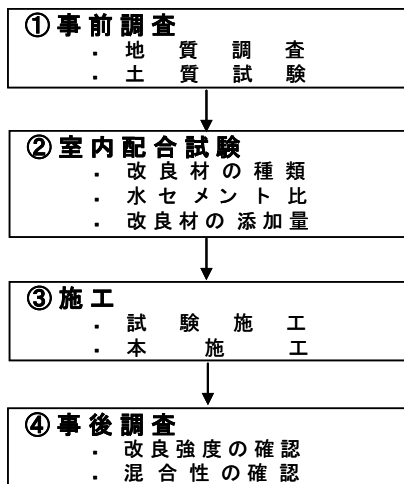 ①事前調査
. 地質調査
. 土質試験
②室内配合試験
. 改良材の種類
. 水セメント比
. 改良材の添加量
③施工
. 試験施工
. 本施工
④事後調査
. 改良強度の確認
. 混合性の確認